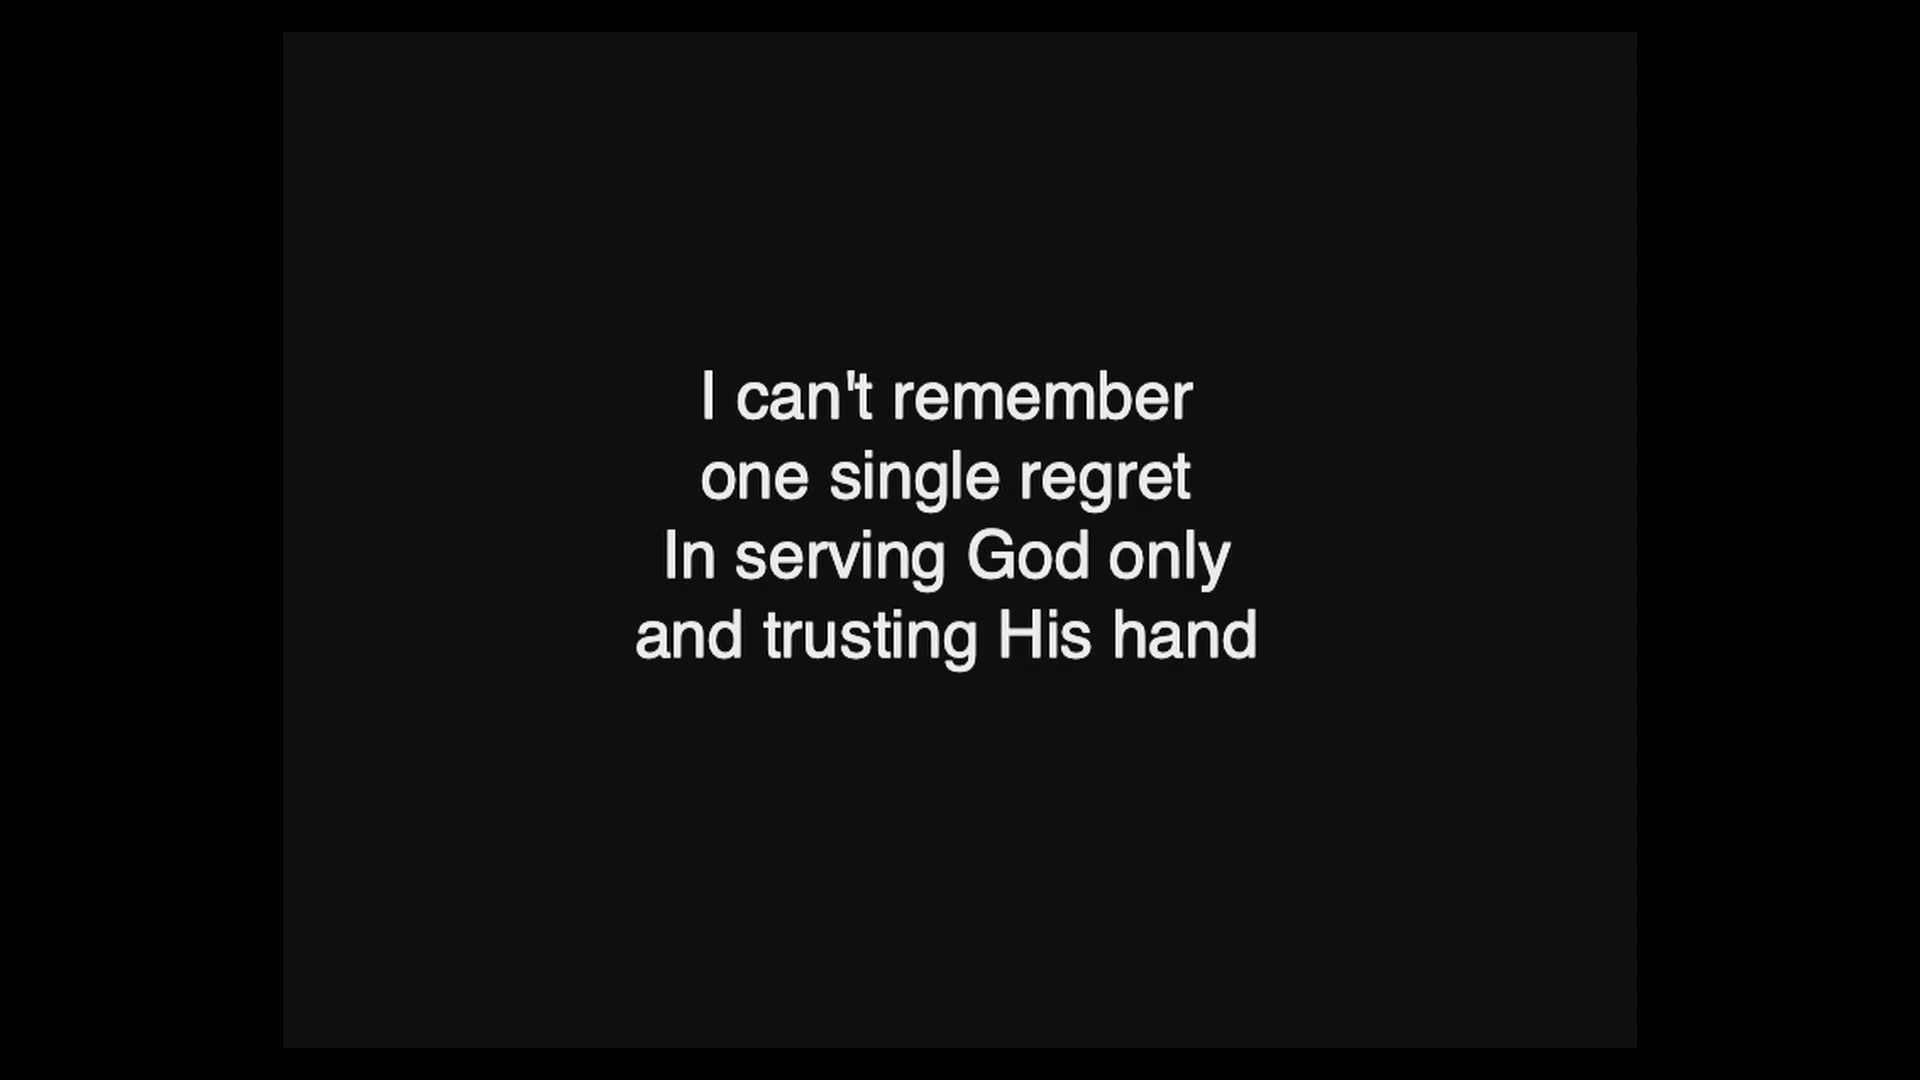 I can't remember
one single regret
In serving God only
and trusting His hand